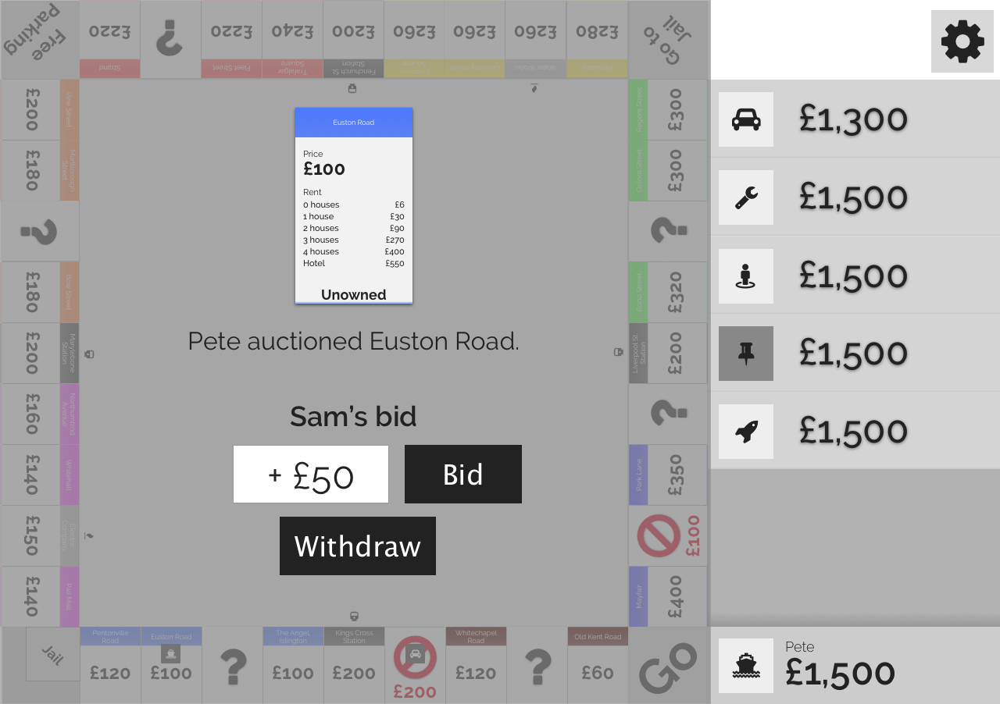 Free
Parking
£220
?
£220
£240
£200
£260
£260
£260
£280
Go to
Jail
Strand
Fleet Street
Trafalgar
Square
Fenchurch St
Station
Leicester
Square
Coventry Street
Water Works
Piccadilly
£200
Vine Street
£180
Marlborough
Street
?
£180
Bow Street
£200
Marylebone
Station
£160
Northumbrld
Avenue
£140
Whitehall
£150
Electric
Company
£140
Pall Mall
Euston Road
Price
£100
Rent
0 houses £6
1 house £30
2 houses £90
3 houses £270
4 houses £400
Hotel £550
Unowned
Pete auctioned Euston Road.
Sam's bid
+ £50
Bid
Withdraw
Regent Street
£300
Oxford Street
£300
?
Bond Street
£320
Liverpool St.
Station
£200
?
Park Lane
£350
£100
Mayfair
£400
Jail
Pentonville
Road
£120
Euston Road
£100
?
The Angel,
Islington
£100
Kings Cross
Station
£200
£200
Whitechapel
Road
£120
?
Old Kent Road
£60
GO
£1,300
£1,500
£1,500
£1,500
£1,500
Pete
£1,500